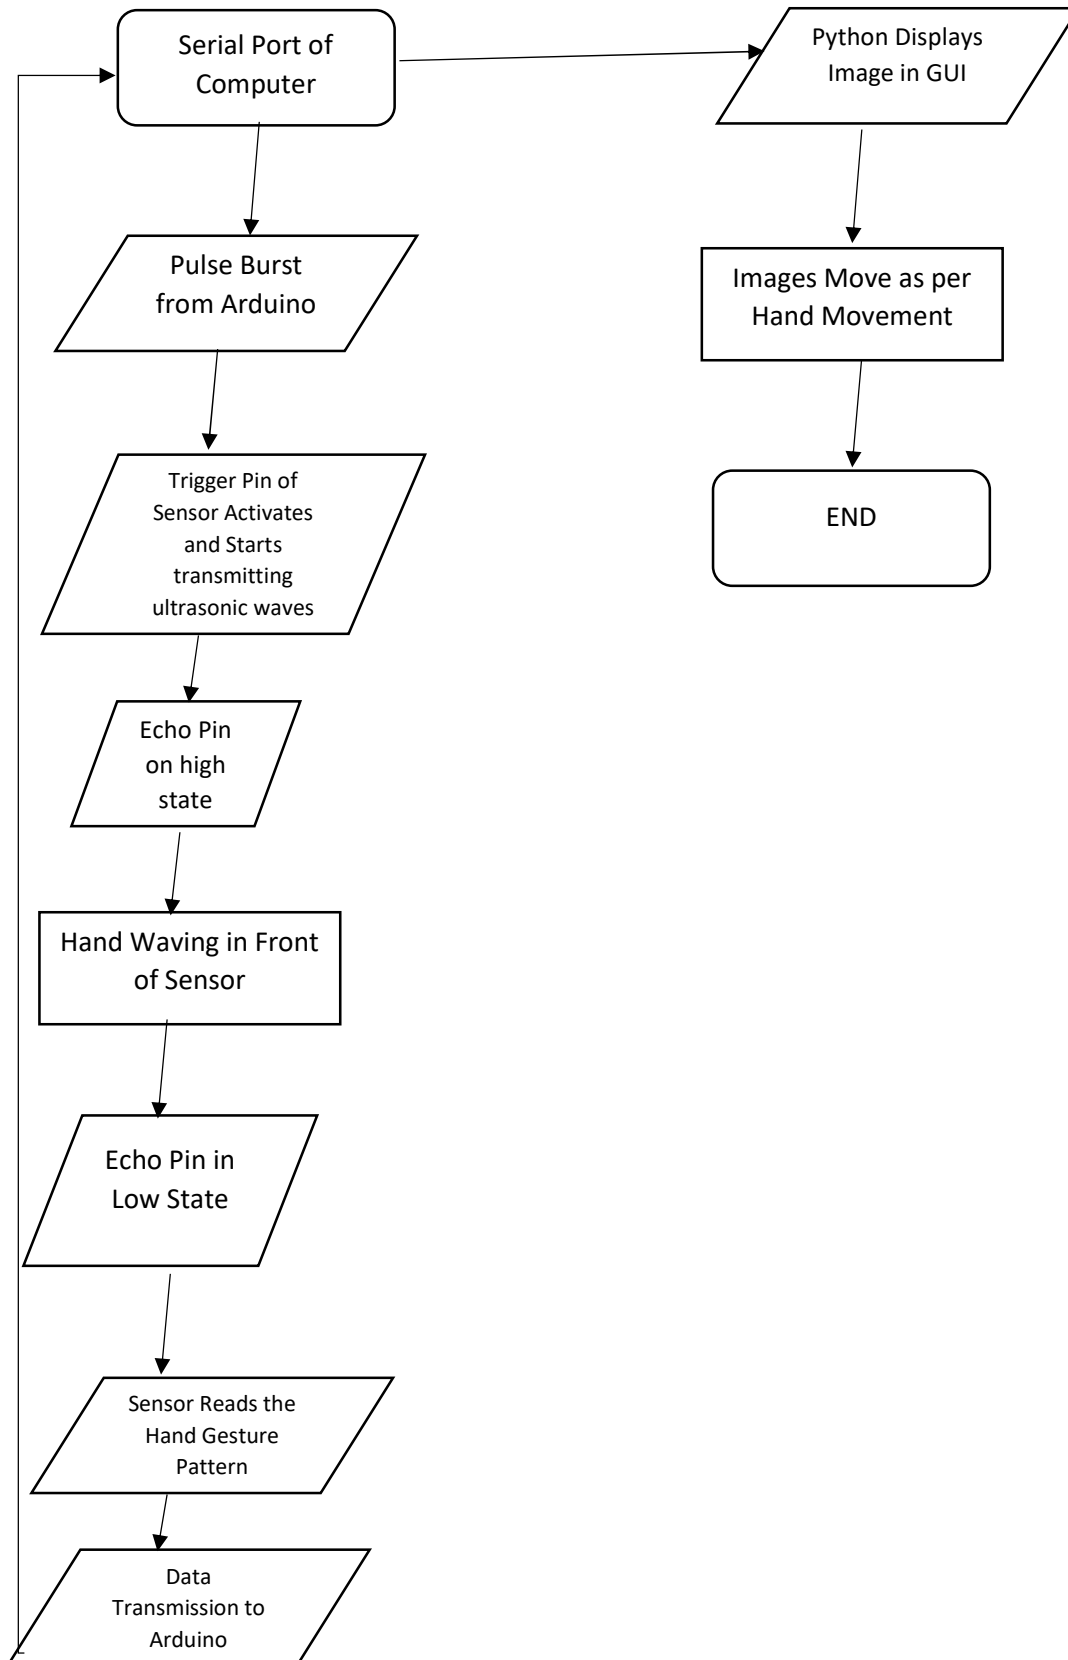 Serial Port of
Computer
Pulse Burst
from Arduino
Trigger Pin of
Sensor Activates
and Starts
transmitting
ultrasonic waves
Echo Pin
on high
state
Hand Waving in Front
of Sensor
Echo Pin in
Low State
Sensor Reads the
Hand Gesture
Pattern
Data
Transmission to
Arduino
Python Displays
Image in GUI
Images Move as per
Hand Movement
END